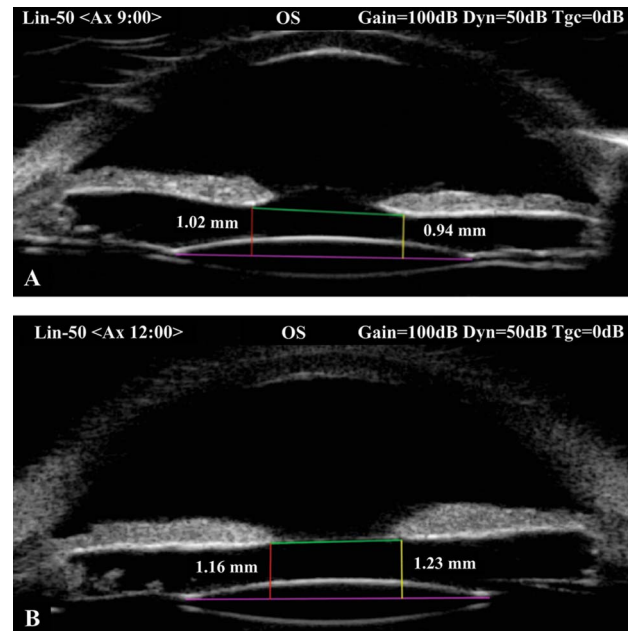 Lin-50 <Ax 9:00> OS Gain=100dB Dyn=50dB Tgc=0dB
1.02 mm 0.94 mm
A
Lin-50 <Ax 12:00> OS Gain=100dB Dyn=50dB Tgc=0dB
1.16 mm 1.23 mm
B